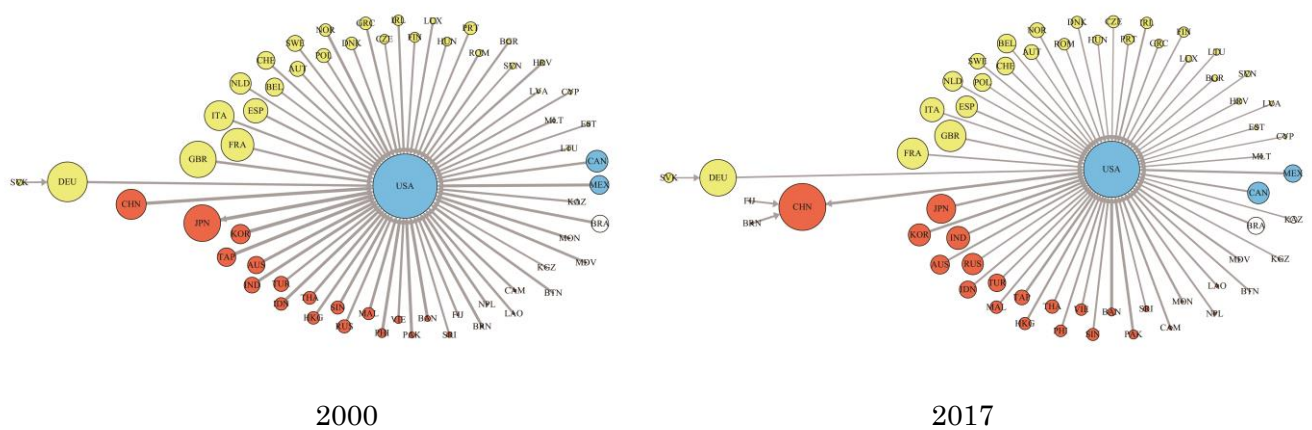 NOR
GRC
IRL
LUX
PRT
SWE
POL
DNK
CZE
FIN
HUN
ROM
BGR
CHE
AUT
SVN
HRV
NLD
BEL
LVA
CYP
ITA
ESP
MLT
EST
FRA
LTU
GBR
CAN
SVK
DEU
USA
MEX
CHN
KAZ
JPN
BRA
KOR
MON
TAP
AUS
MDV
IND
TUR
KGZ
IDN
THA
CAM
BTN
HKG
SIN
MAL
NPL
LAO
RUS
VIE
BAN
FIJ
BRN
PHI
PAK
SRI
2000
NOR
DNK
CZE
IRL
FIN
BEL
ROM
HUN
PRT
GRC
SWE
AUT
LUX
LTU
CHE
NLD
POL
BGR
SVN
ITA
ESP
HRV
LVA
GBR
EST
CYP
FRA
MLT
SVK
DEU
USA
MEX
FIJ
CHN
CAN
BRN
JPN
BRA
KAZ
KOR
IND
AUS
RUS
MDV
KGZ
IDN
TUR
LAO
BTN
MAL
TAP
THA
VIE
BAN
SRI
MON
NPL
HKG
PHI
SIN
PAK
CAM
2017